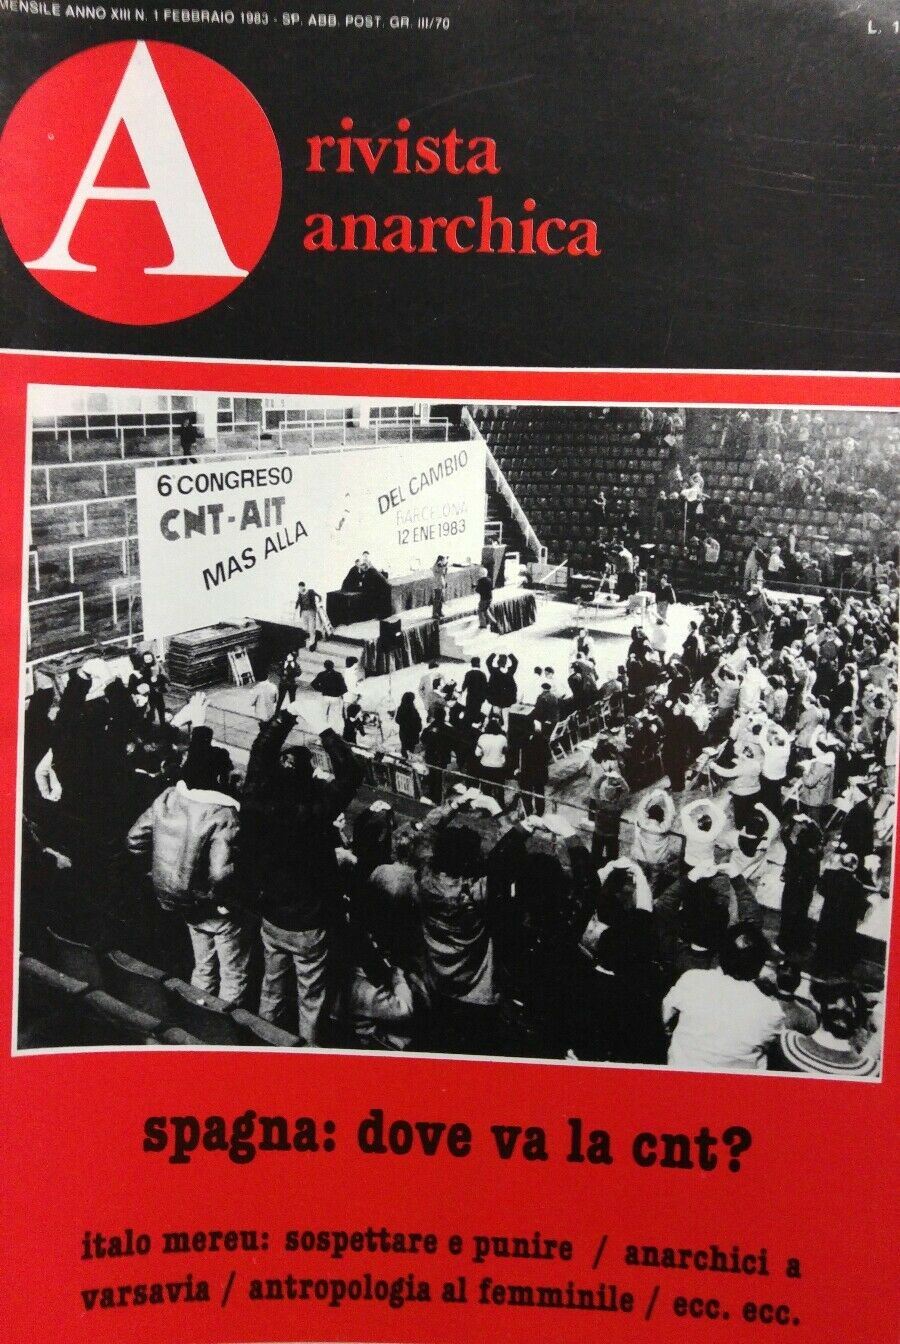 MENSILE ANNO XIII N. 1 FEBBRAIO 1983 - SP. ABB. POST. GR. III/70
L. 1
A
rivista
anarchica
6 CONGRESO
CNT-AIT
MAS ALLA
DEL CAMBIO
BARCELONA
12 ENE 1983
spagna: dove va la cnt?
italo mereu: sospettare e punire / anarchici a
varsavia / antropologia al femminile / ecc. ecc.